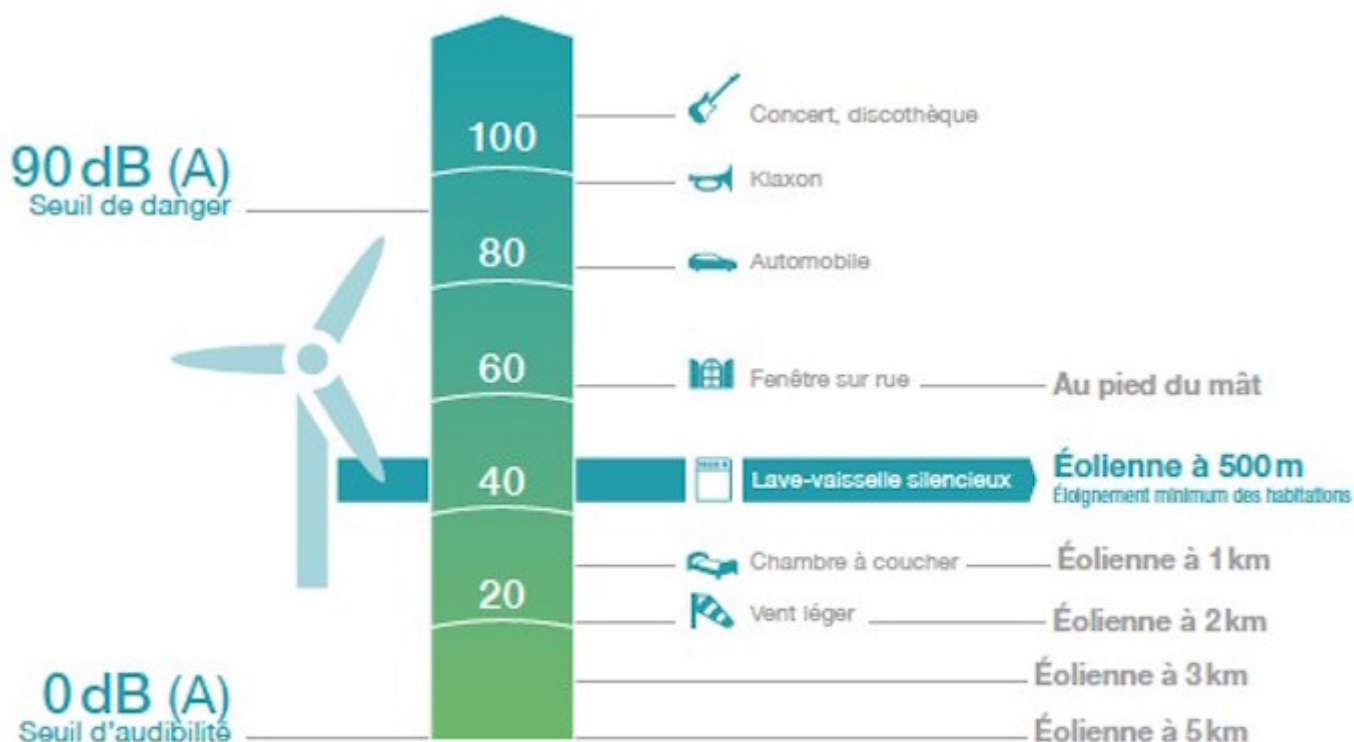 Concert, discothèque
100
90 dB (A)
Seuil de danger
Klaxon
80
Automobile
60
Fenêtre sur rue
Au pied du mât
40
Lave-vaisselle silencieux
Éolienne à 500 m
Éloignement minimum des habitations
Chambre à coucher
Éolienne à 1 km
20
Vent léger
Éolienne à 2 km
Éolienne à 3 km
0 dB (A)
Seuil d'audibilité
Éolienne à 5 km